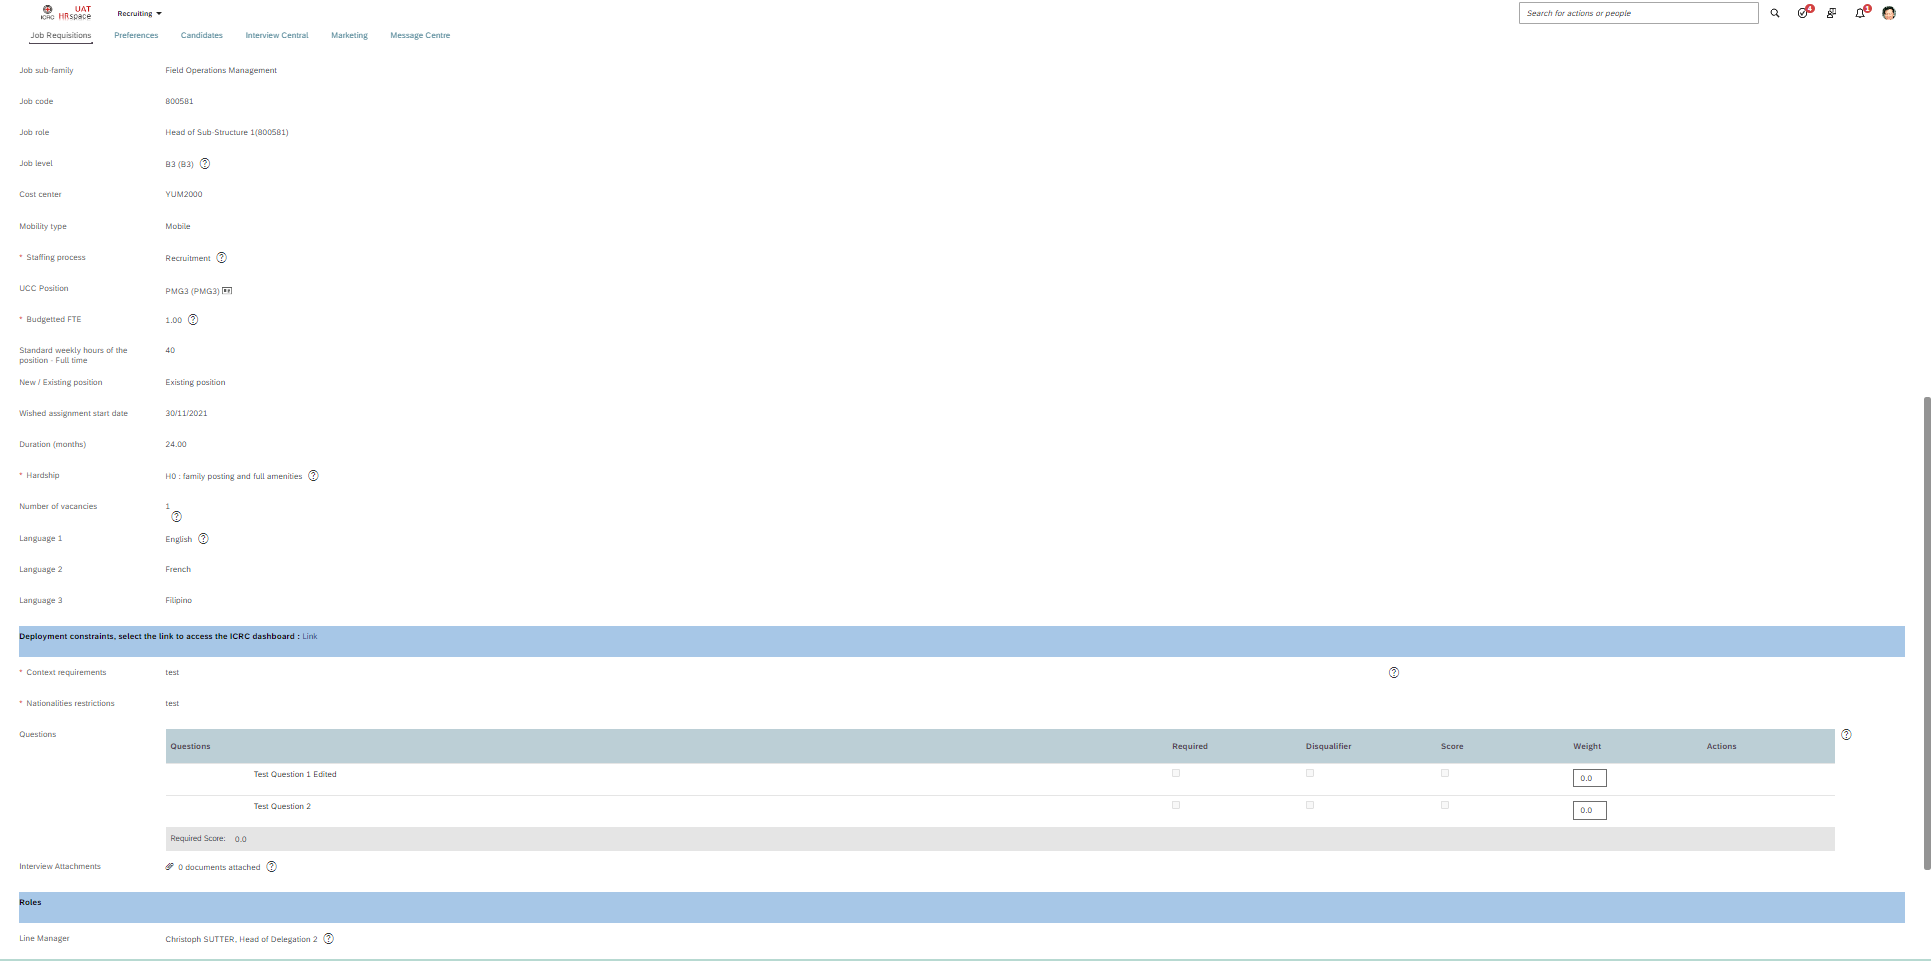 ICRC UAT HRspace Recruiting Search for actions or people 4 1
Job Requisitions Preferences Candidates Interview Central Marketing Message Centre
Job sub-family Field Operations Management
Job code 800581
Job role Head of Sub-Structure 1(800581)
Job level B3 (B3) ?
Cost center YUM2000
Mobility type Mobile
* Staffing process Recruitment ?
UCC Position PMG3 (PMG3)
* Budgetted FTE 1.00 ?
Standard weekly hours of the position - Full time 40
New / Existing position Existing position
Wished assignment start date 30/11/2021
Duration (months) 24.00
* Hardship H0 : family posting and full amenities ?
Number of vacancies 1
?
Language 1 English ?
Language 2 French
Language 3 Filipino
Deployment constraints, select the link to access the ICRC dashboard : Link
* Context requirements test ?
* Nationalities restrictions test
Questions ?
Questions Required Disqualifier Score Weight Actions
Test Question 1 Edited 0.0
Test Question 2 0.0
Required Score: 0.0
Interview Attachments 0 documents attached ?
Roles
Line Manager Christoph SUTTER, Head of Delegation 2 ?